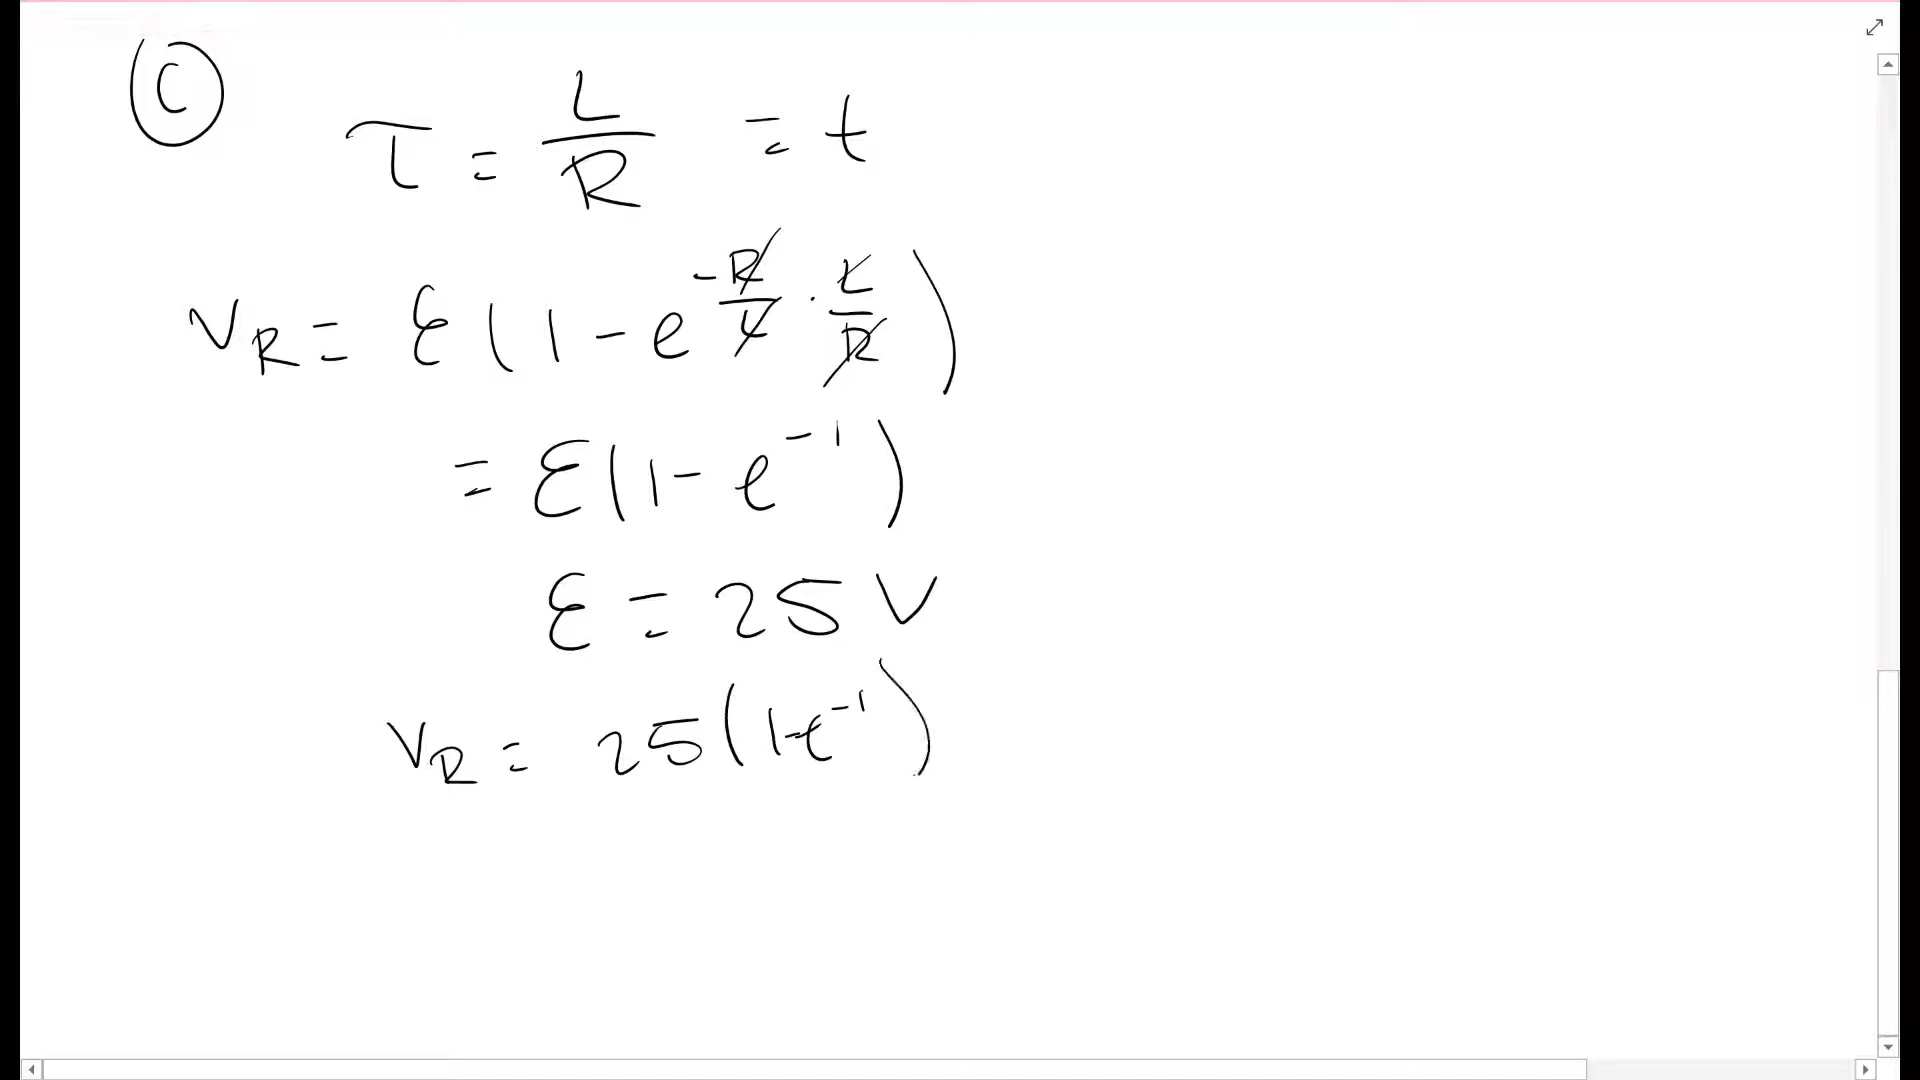 C
τ = L/R = t
V_R = ε(1 - e^(-R/L · L/R))
= ε(1 - e^-1)
ε = 25 V
V_R = 25(1-e^-1)